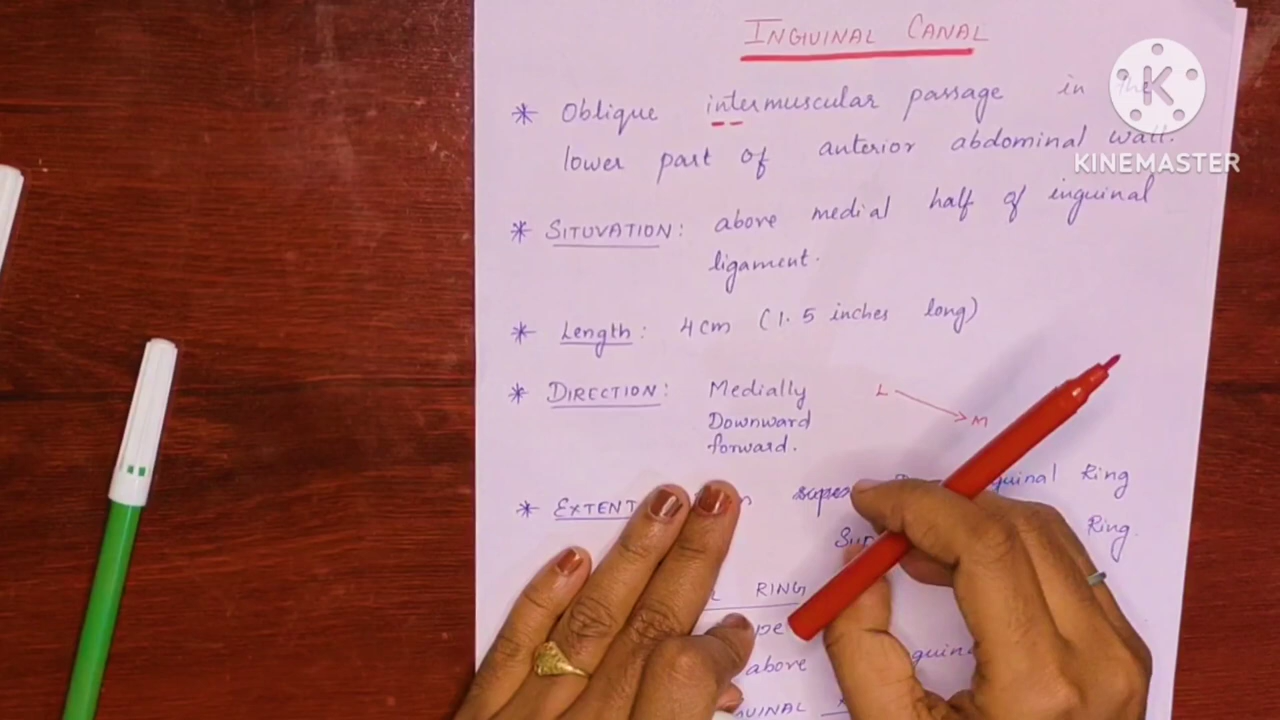 INGUINAL CANAL
* Oblique intermuscular passage in the
lower part of anterior abdominal wall.
* SITUVATION: above medial half of inguinal
ligament.
* Length: 4cm (1.5 inches long)
* DIRECTION: Medially
Downward
forward.
L M
* EXTENT Ring
Ring.
RING
above
K
KINEMASTER